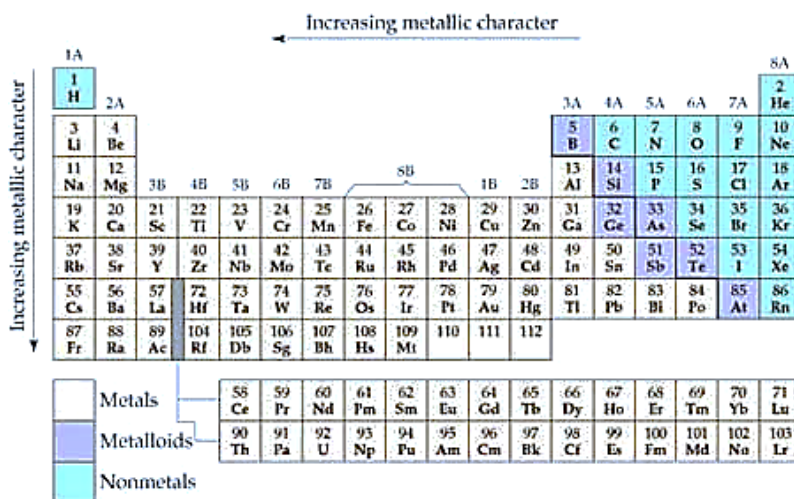 Increasing metallic character
1A 8A
1 2
H 2A 3A 4A 5A 6A 7A He
3 4 5 6 7 8 9 10
Li Be B C N O F Ne
11 12 13 14 15 16 17 18
Na Mg 3B 4B 5B 6B 7B 8B 1B 2B Al Si P S Cl Ar
19 20 21 22 23 24 25 26 27 28 29 30 31 32 33 34 35 36
K Ca Sc Ti V Cr Mn Fe Co Ni Cu Zn Ga Ge As Se Br Kr
37 38 39 40 41 42 43 44 45 46 47 48 49 50 51 52 53 54
Rb Sr Y Zr Nb Mo Tc Ru Rh Pd Ag Cd In Sn Sb Te I Xe
55 56 57 72 73 74 75 76 77 78 79 80 81 82 83 84 85 86
Cs Ba La Hf Ta W Re Os Ir Pt Au Hg Tl Pb Bi Po At Rn
87 88 89 104 105 106 107 108 109 110 111 112
Fr Ra Ac Rf Db Sg Bh Hs Mt
Increasing metallic character
58 59 60 61 62 63 64 65 66 67 68 69 70 71
Ce Pr Nd Pm Sm Eu Gd Tb Dy Ho Er Tm Yb Lu
90 91 92 93 94 95 96 97 98 99 100 101 102 103
Th Pa U Np Pu Am Cm Bk Cf Es Fm Md No Lr
Metals
Metalloids
Nonmetals